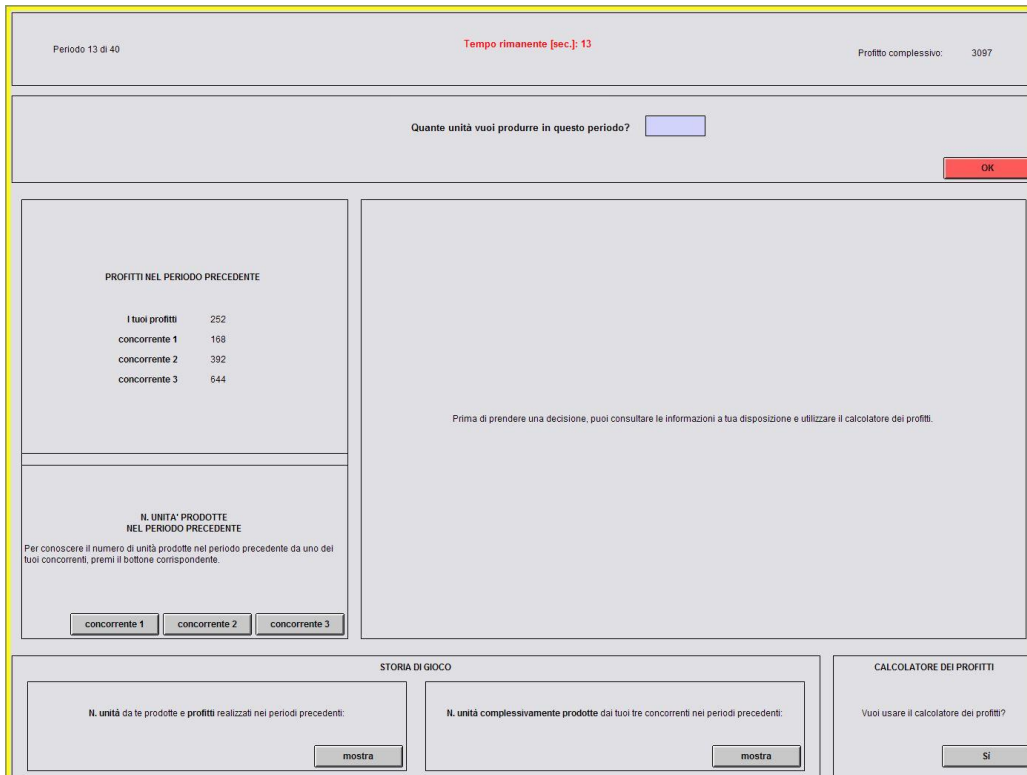 Periodo 13 di 40
Tempo rimanente [sec.]: 13
Profitto complessivo: 3097
Quante unità vuoi produrre in questo periodo?
OK
PROFITTI NEL PERIODO PRECEDENTE
I tuoi profitti 252
concorrente 1 168
concorrente 2 392
concorrente 3 644
Prima di prendere una decisione, puoi consultare le informazioni a tua disposizione e utilizzare il calcolatore dei profitti.
N. UNITA' PRODOTTE
NEL PERIODO PRECEDENTE
Per conoscere il numero di unità prodotte nel periodo precedente da uno dei
tuoi concorrenti, premi il bottone corrispondente.
concorrente 1 concorrente 2 concorrente 3
STORIA DI GIOCO
N. unità da te prodotte e profitti realizzati nei periodi precedenti:
mostra
N. unità complessivamente prodotte dai tuoi tre concorrenti nei periodi precedenti:
mostra
CALCOLATORE DEI PROFITTI
Vuoi usare il calcolatore dei profitti?
Sí